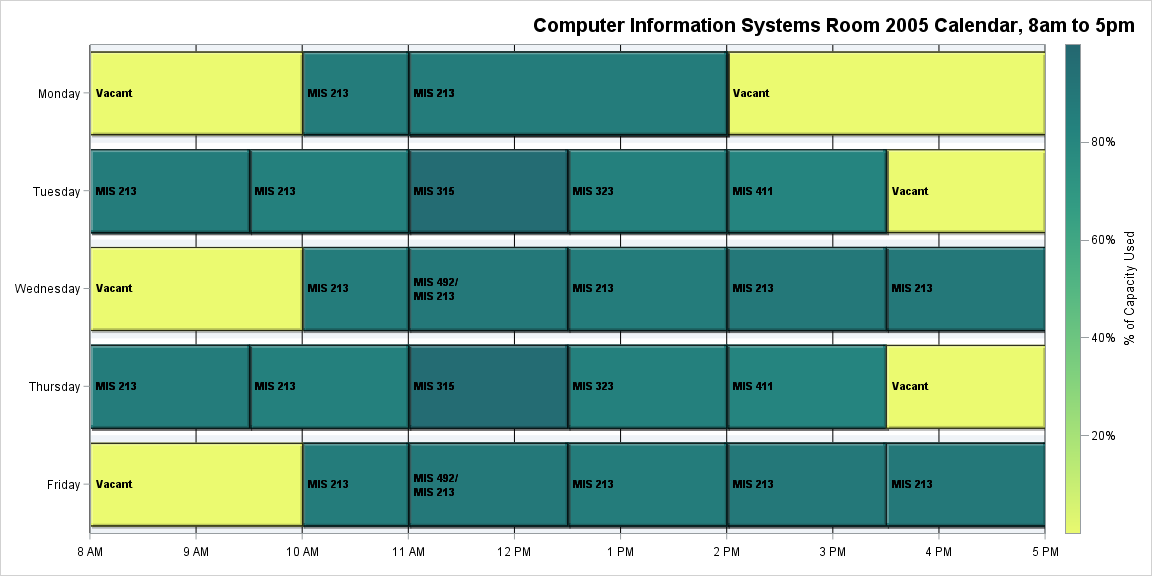 Computer Information Systems Room 2005 Calendar, 8am to 5pm
Monday
Vacant
MIS 213
MIS 213
Vacant
Tuesday
MIS 213
MIS 213
MIS 315
MIS 323
MIS 411
Vacant
Wednesday
Vacant
MIS 213
MIS 492/
MIS 213
MIS 213
MIS 213
MIS 213
Thursday
MIS 213
MIS 213
MIS 315
MIS 323
MIS 411
Vacant
Friday
Vacant
MIS 213
MIS 492/
MIS 213
MIS 213
MIS 213
MIS 213
8 AM
9 AM
10 AM
11 AM
12 PM
1 PM
2 PM
3 PM
4 PM
5 PM
80%
60%
40%
20%
% of Capacity Used